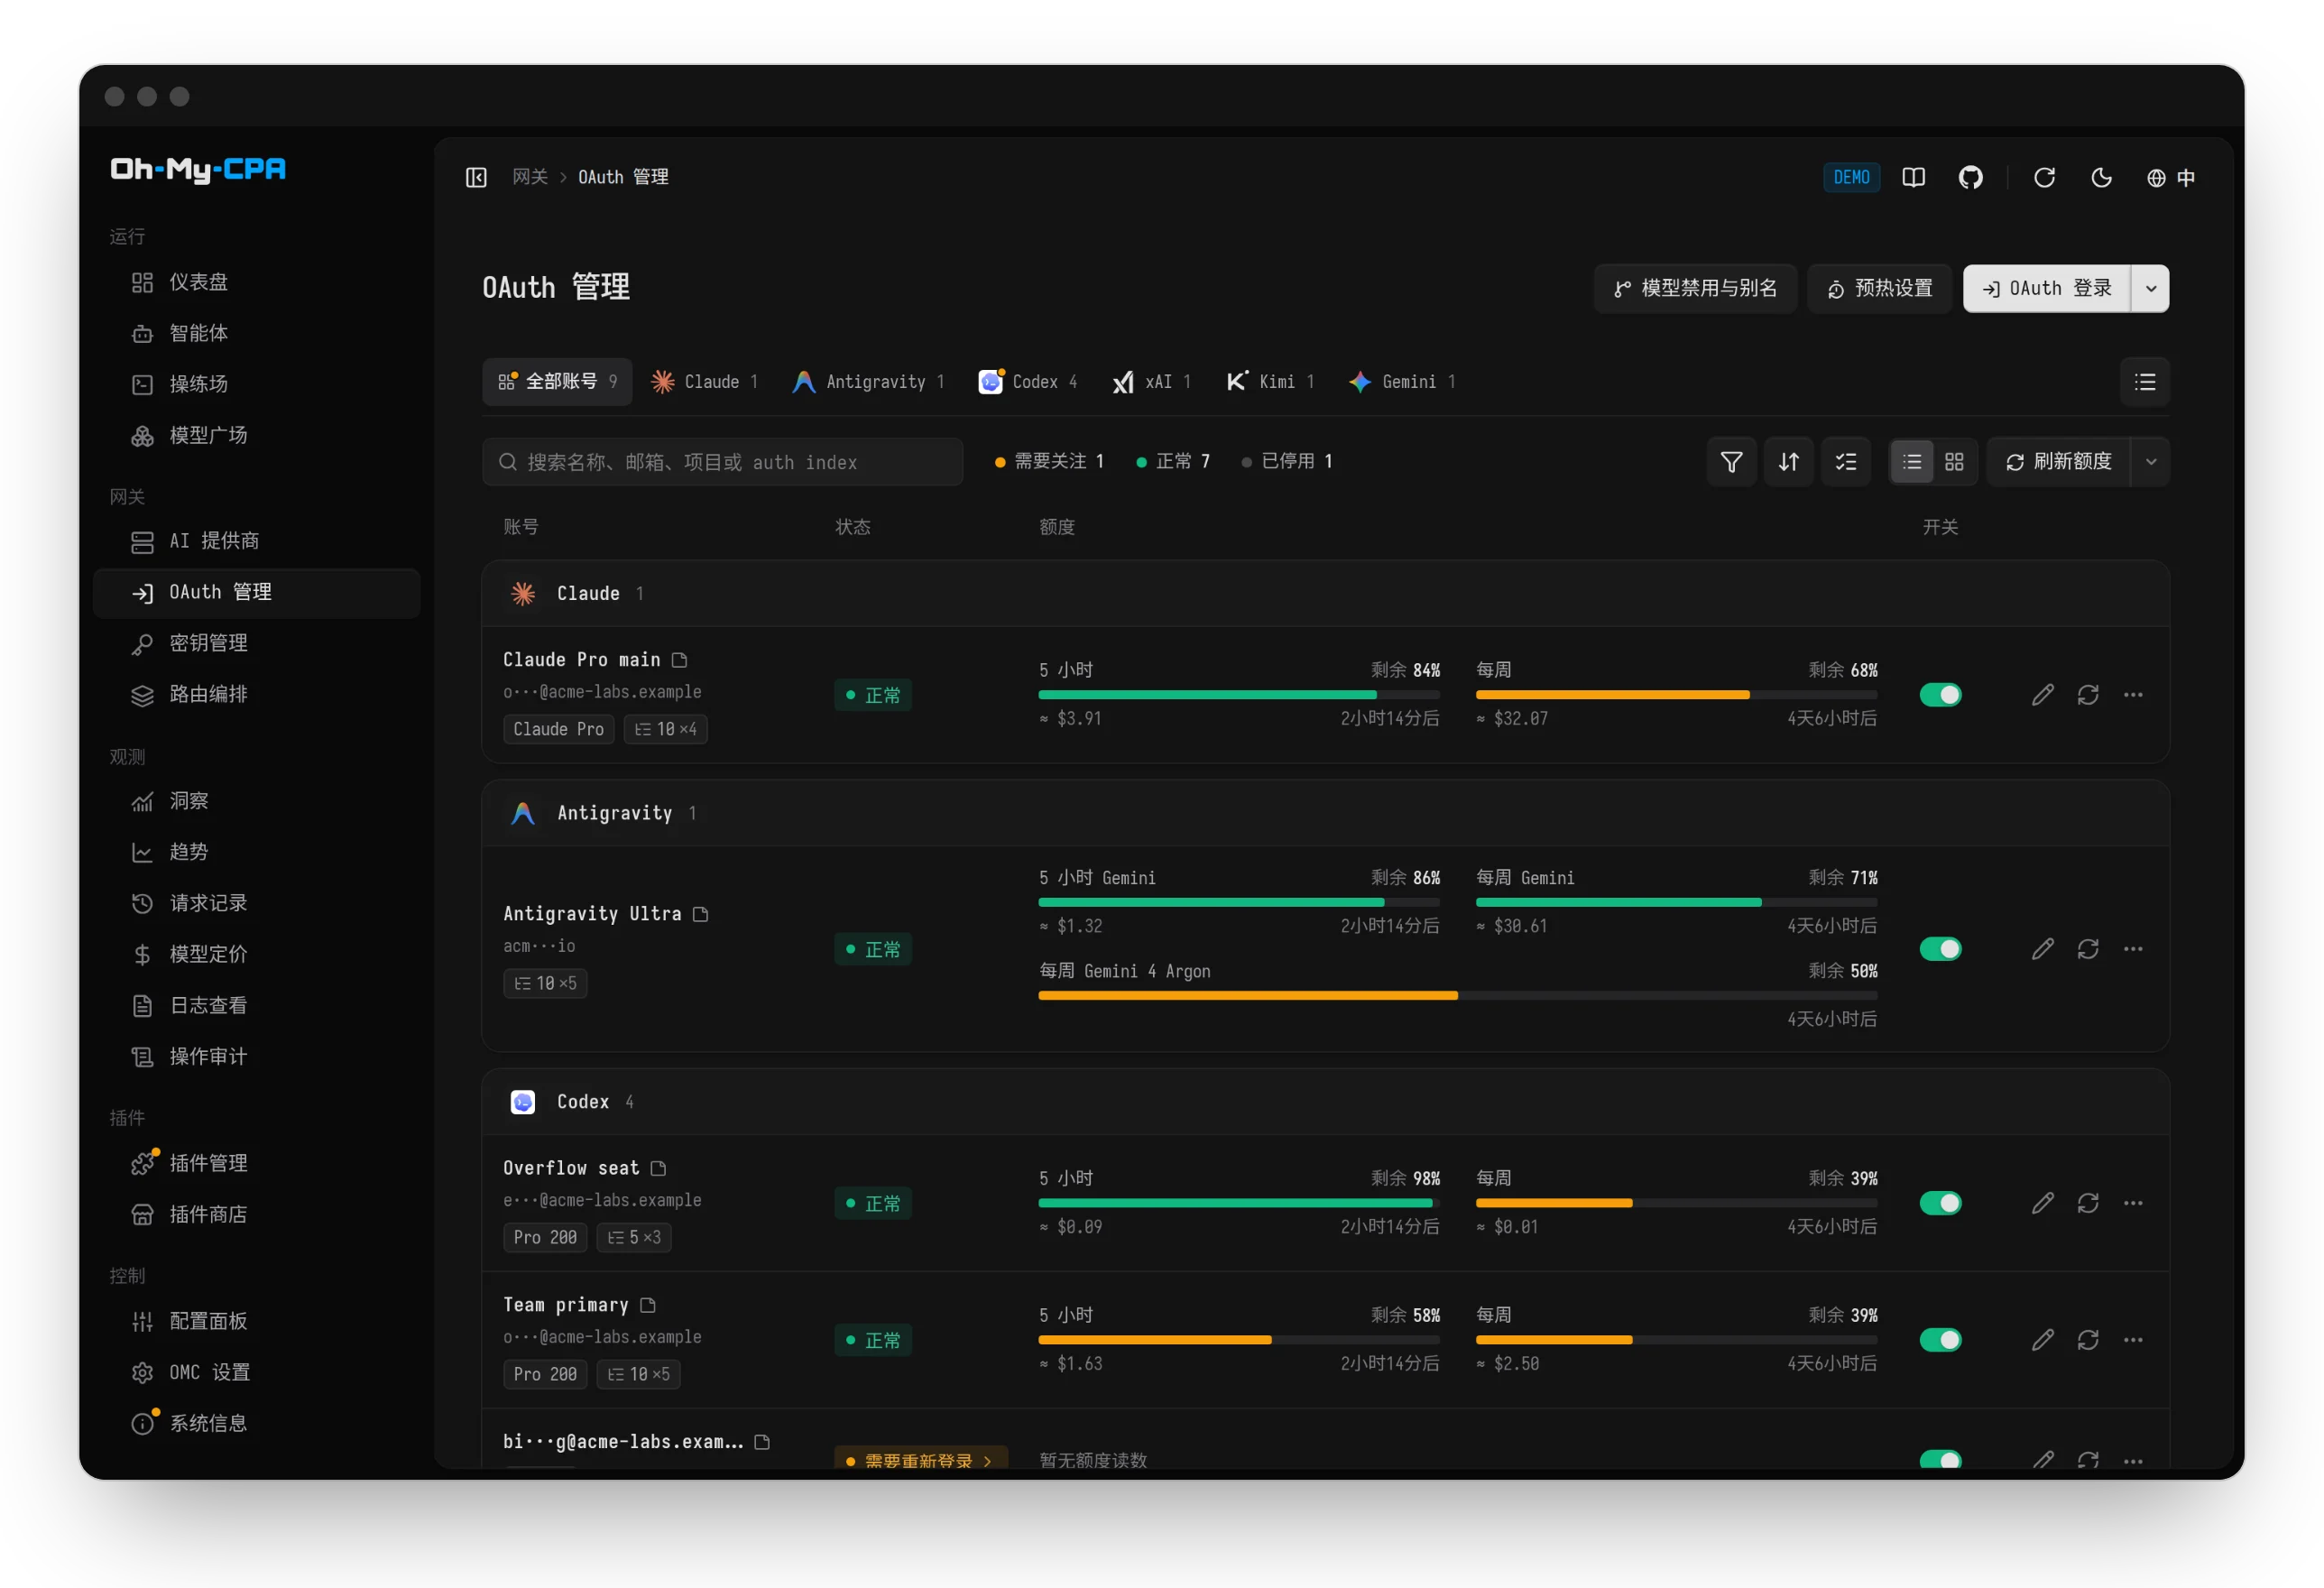 Oh-My-CPA
运行
仪表盘
智能体
操练场
模型广场
网关
AI 提供商
OAuth 管理
密钥管理
路由编排
观测
洞察
趋势
请求记录
模型定价
日志查看
操作审计
插件
插件管理
插件商店
控制
配置面板
OMC 设置
系统信息
网关 > OAuth 管理
DEMO
中
OAuth 管理
模型禁用与别名
预热设置
OAuth 登录
全部账号 9 Claude 1 Antigravity 1 Codex 4 xAI 1 Kimi 1 Gemini 1
搜索名称、邮箱、项目或 auth index
需要关注 1 正常 7 已停用 1
刷新额度
账号 状态 额度 开关
Claude 1
Claude Pro main
o···@acme-labs.example
Claude Pro 10 ×4
正常
5 小时 剩余 84%
≈ $3.91 2小时14分后
每周 剩余 68%
≈ $32.07 4天6小时后
Antigravity 1
Antigravity Ultra
acm···io
10 ×5
正常
5 小时 Gemini 剩余 86%
≈ $1.32 2小时14分后
每周 Gemini 剩余 71%
≈ $30.61 4天6小时后
每周 Gemini 4 Argon 剩余 50%
4天6小时后
Codex 4
Overflow seat
e···@acme-labs.example
Pro 200 5 ×3
正常
5 小时 剩余 98%
≈ $0.09 2小时14分后
每周 剩余 39%
≈ $0.01 4天6小时后
Team primary
o···@acme-labs.example
Pro 200 10 ×5
正常
5 小时 剩余 58%
≈ $1.63 2小时14分后
每周 剩余 39%
≈ $2.50 4天6小时后
bi···g@acme-labs.exam...
需要重新登录 >
暂无额度读数